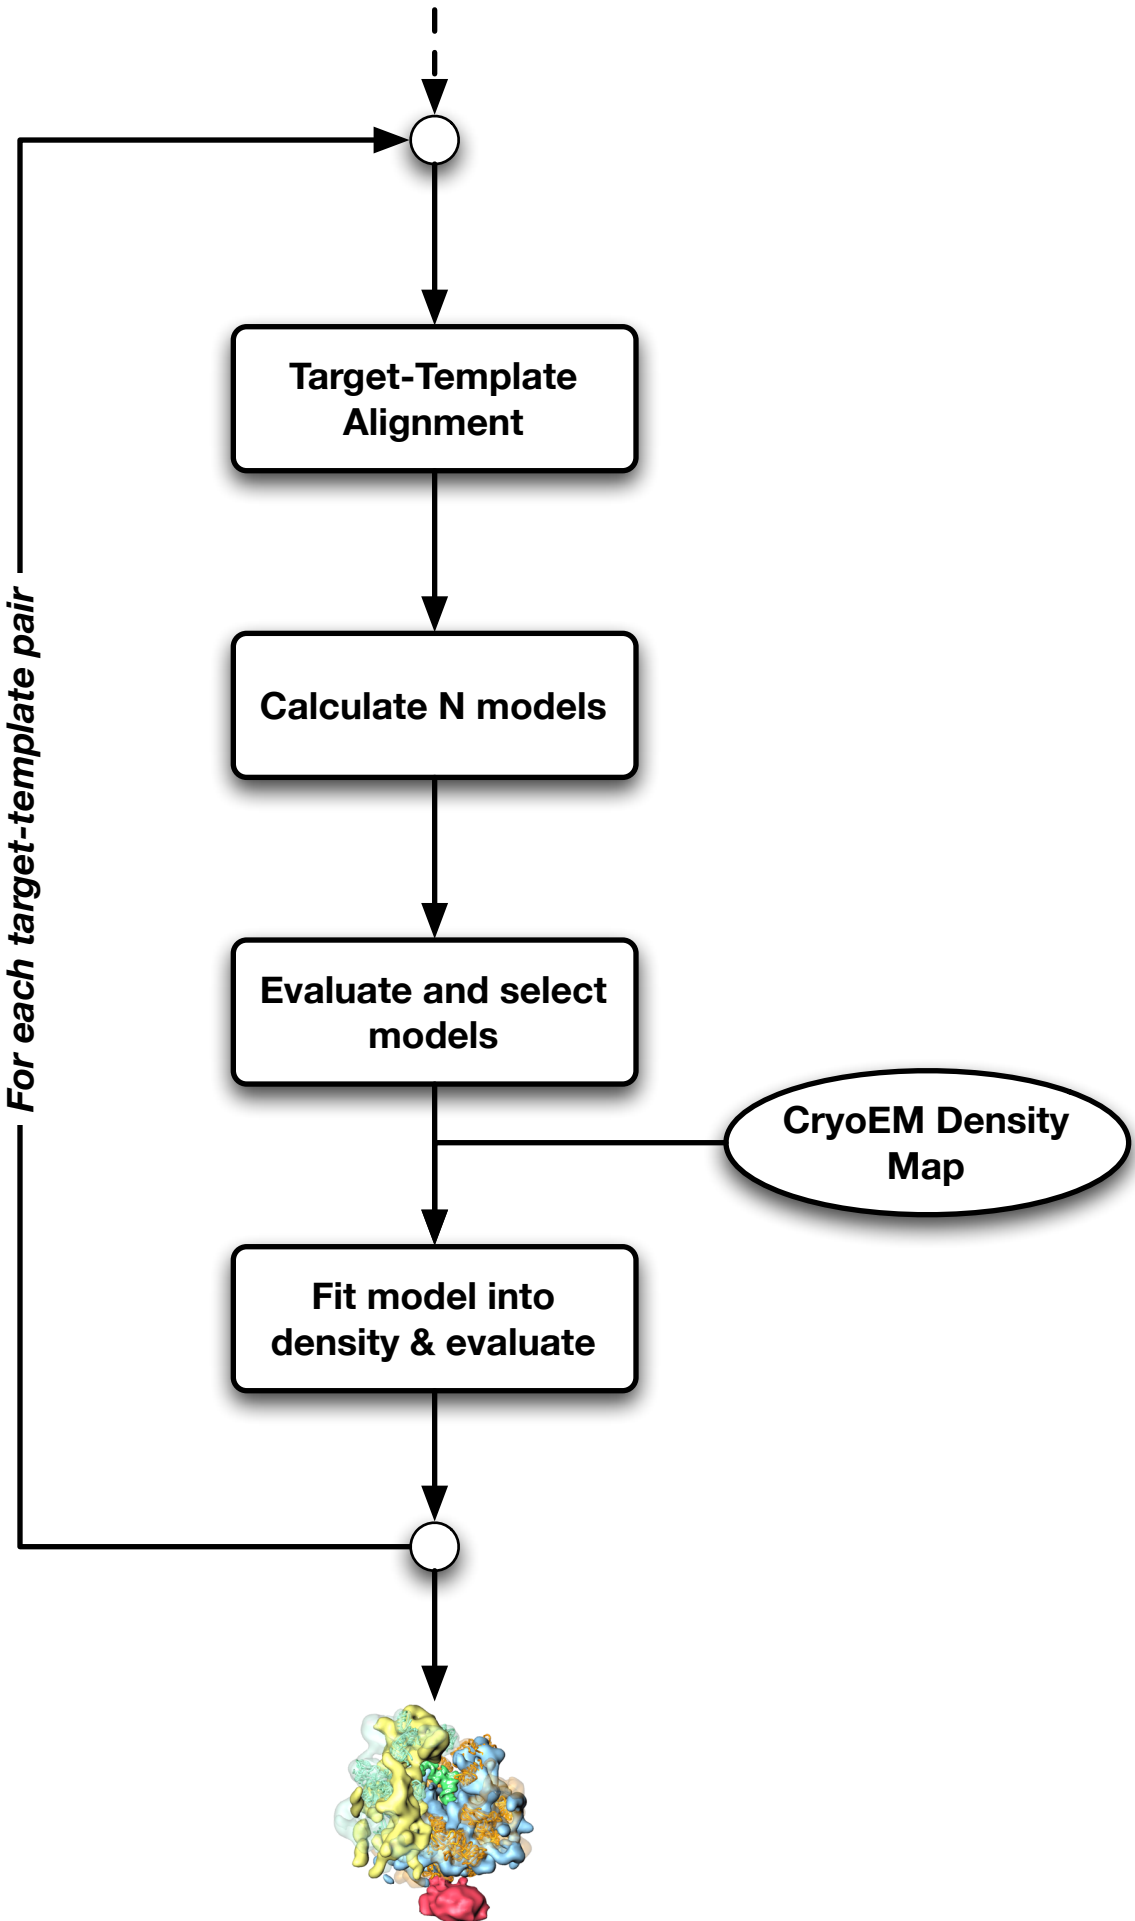 Target-Template
Alignment
Calculate N models
For each target-template pair
Evaluate and select
models
CryoEM Density
Map
Fit model into
density & evaluate